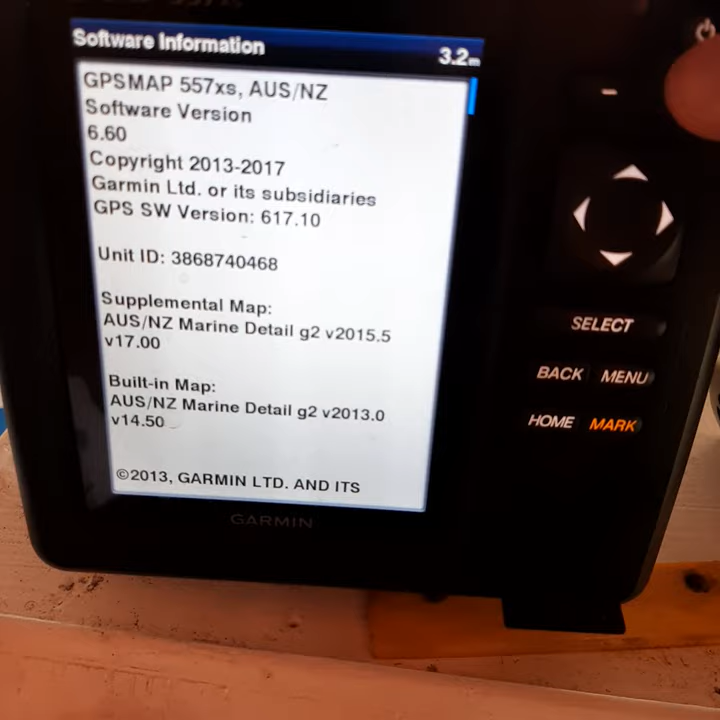 Software Information
3.2m
GPSMAP 557xs, AUS/NZ
Software Version
6.60
Copyright 2013-2017
Garmin Ltd. or its subsidiaries
GPS SW Version: 617.10
Unit ID: 3868740468
Supplemental Map:
AUS/NZ Marine Detail g2 v2015.5
v17.00
Built-in Map:
AUS/NZ Marine Detail g2 v2013.0
v14.50
©2013, GARMIN LTD. AND ITS
GARMIN
SELECT
BACK MENU
HOME MARK